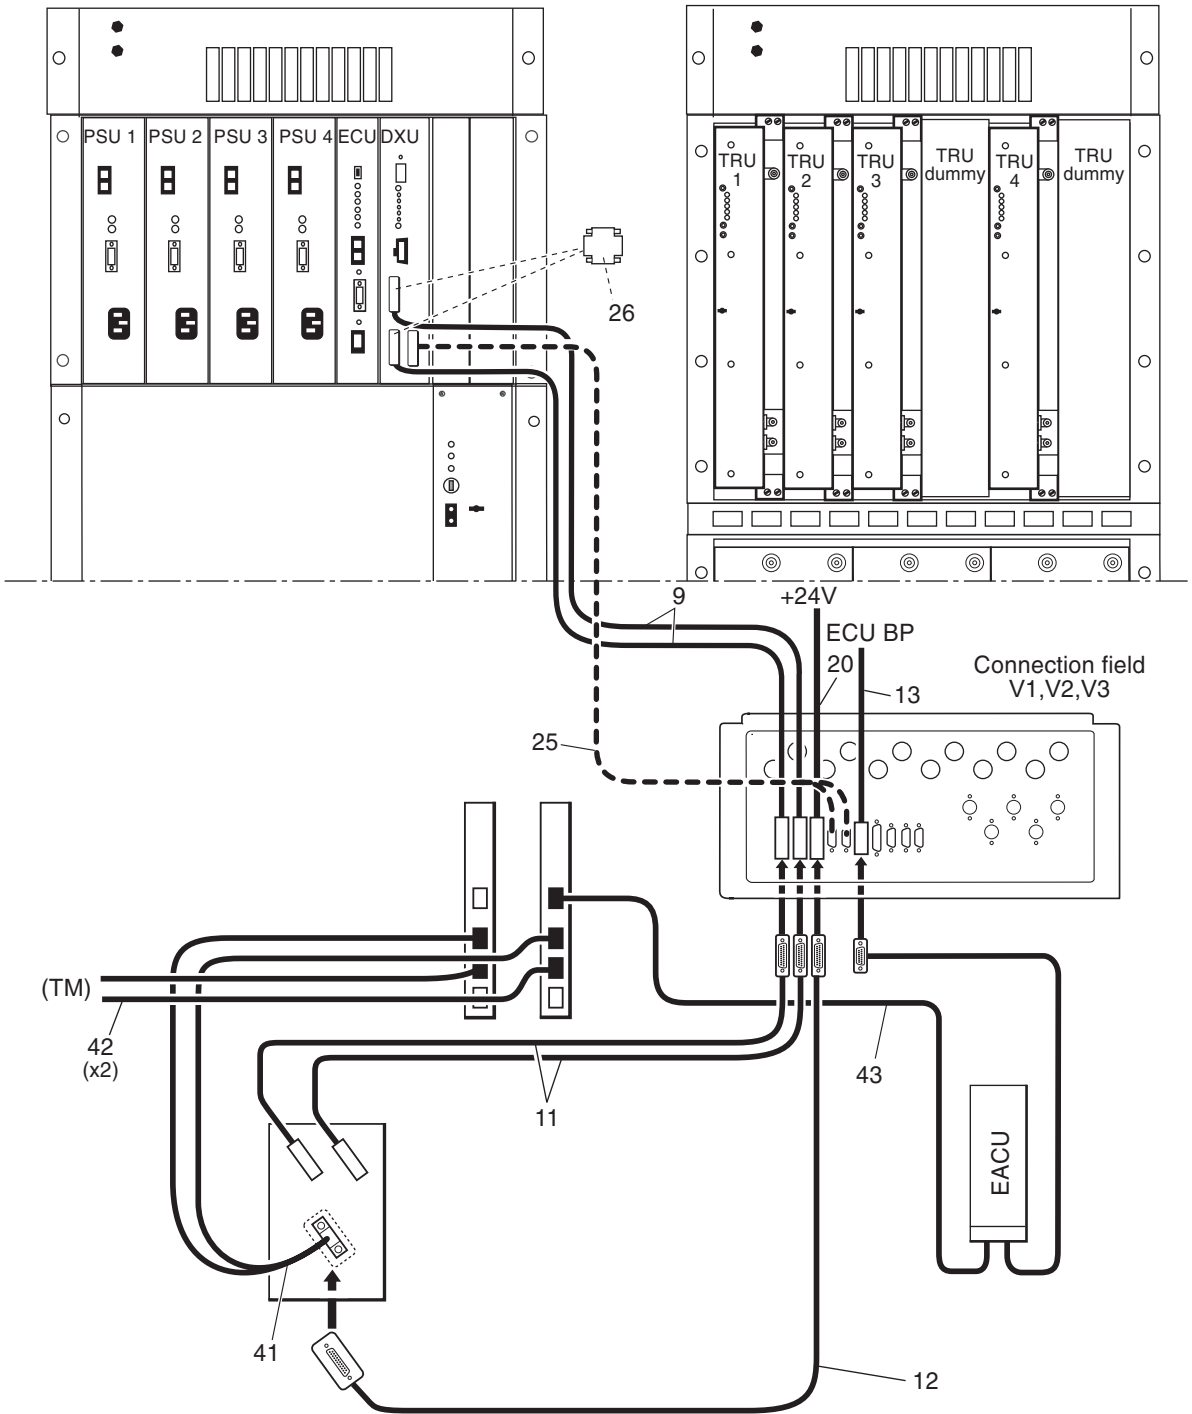 PSU 1
PSU 2
PSU 3
PSU 4
ECU
DXU
TRU
1
TRU
2
TRU
3
TRU
dummy
TRU
4
TRU
dummy
26
9
+24V
ECU BP
20
13
Connection field
V1,V2,V3
25
(TM)
42
(x2)
11
43
EACU
41
12